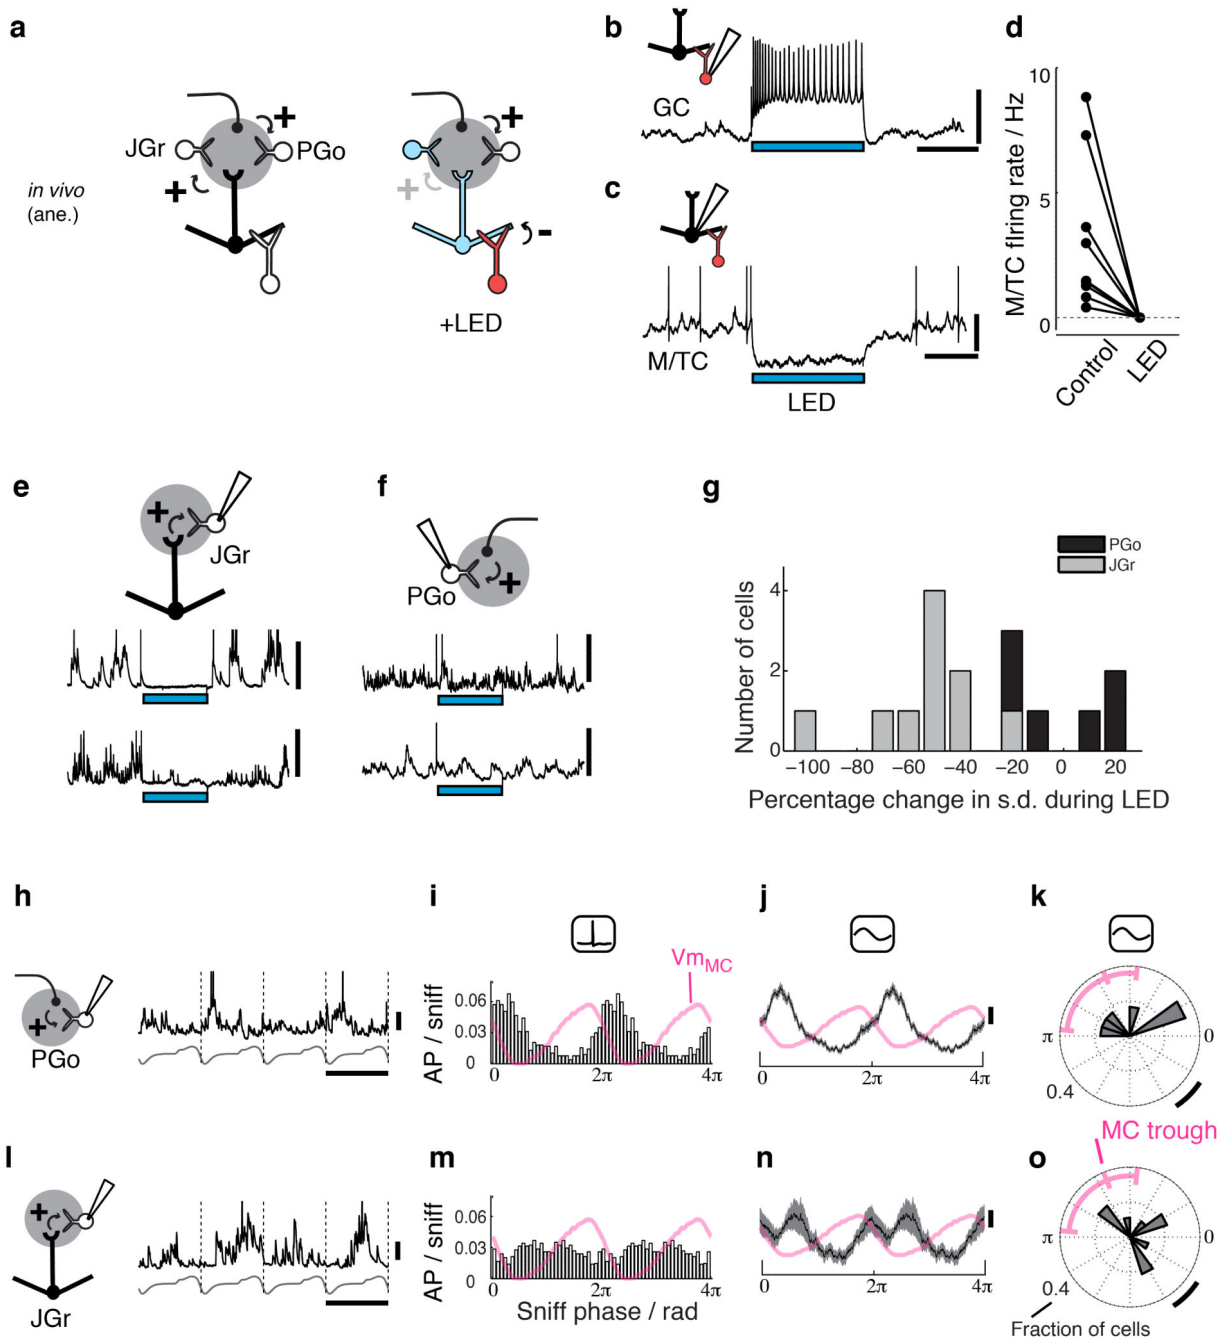 a
JGr
PGo
+
+
+
+
-
in vivo
(ane.)
+LED
b
GC
c
M/TC
LED
d
M/TC fIring rate / Hz
10
5
0
Control
LED
e
+
JGr
f
PGo
+
g
PGo
JGr
Number of cells
4
2
0
−100 −80 −60 −40 −20 0 20
Percentage change in s.d. during LED
h
+
PGo
i
VmMC
AP / sniff
0.06
0.03
0
0 2π 4π
j
0 2π 4π
k
π
0
0.4
l
+
JGr
m
AP / sniff
0.06
0.03
0
0 2π 4π
Sniff phase / rad
n
0 2π 4π
MC trough
o
π
0
0.4
Fraction of cells